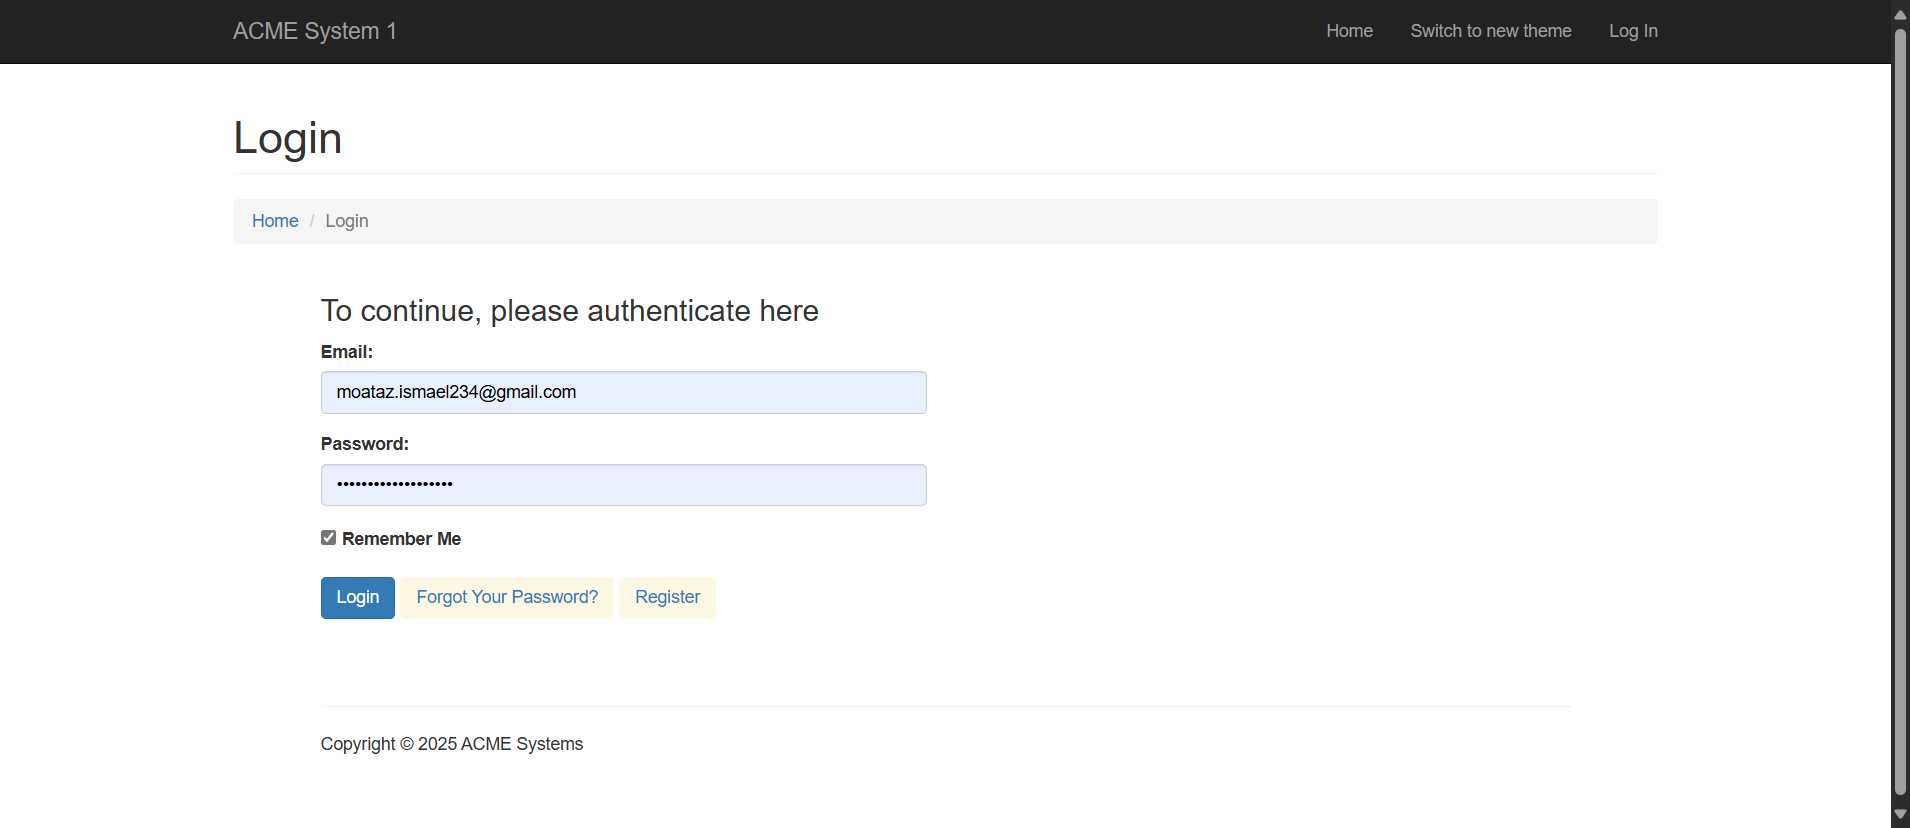 ACME System 1 Home Switch to new theme Log In
Login
Home / Login
To continue, please authenticate here
Email:
moataz.ismael234@gmail.com
Password:
•••••••••••••••••••
Remember Me
Login Forgot Your Password? Register
Copyright © 2025 ACME Systems